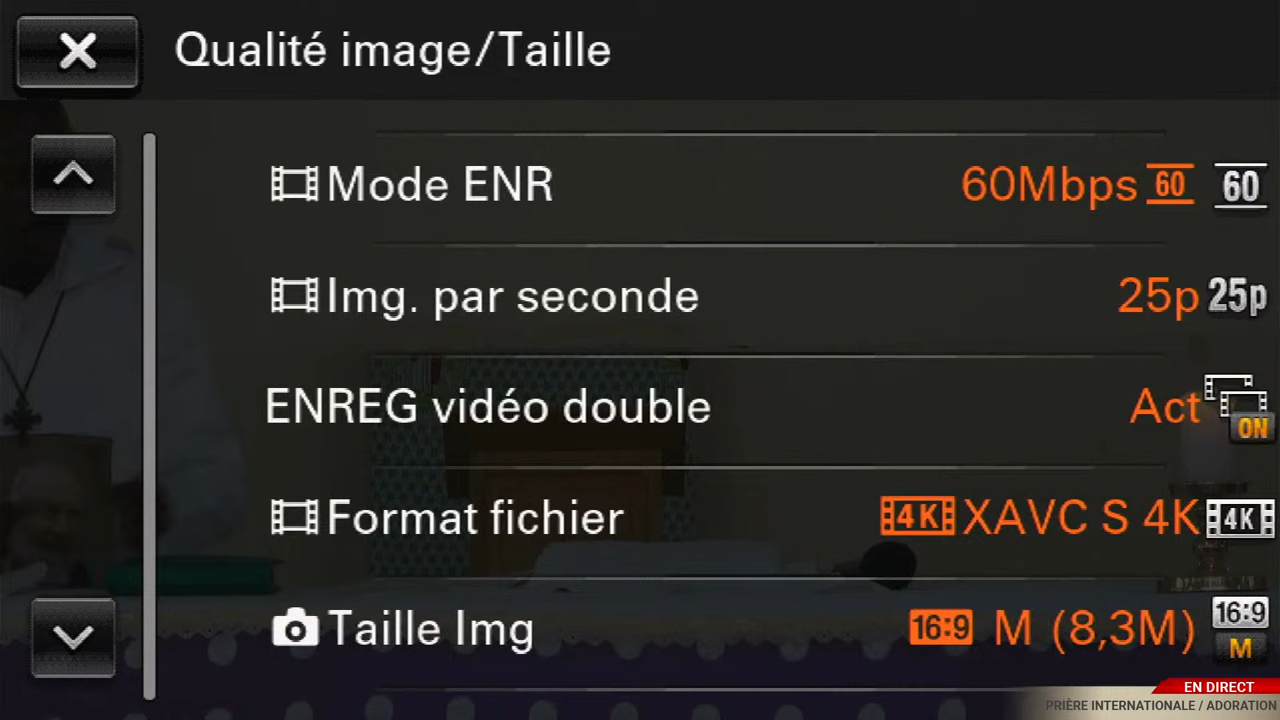 Qualité image/Taille
Mode ENR 60Mbps 60 60
Img. par seconde 25p 25p
ENREG vidéo double Act ON
Format fichier 4K XAVC S 4K 4K
Taille Img 16:9 M (8,3M) 16:9 M
EN DIRECT
PRIÈRE INTERNATIONALE / ADORATION